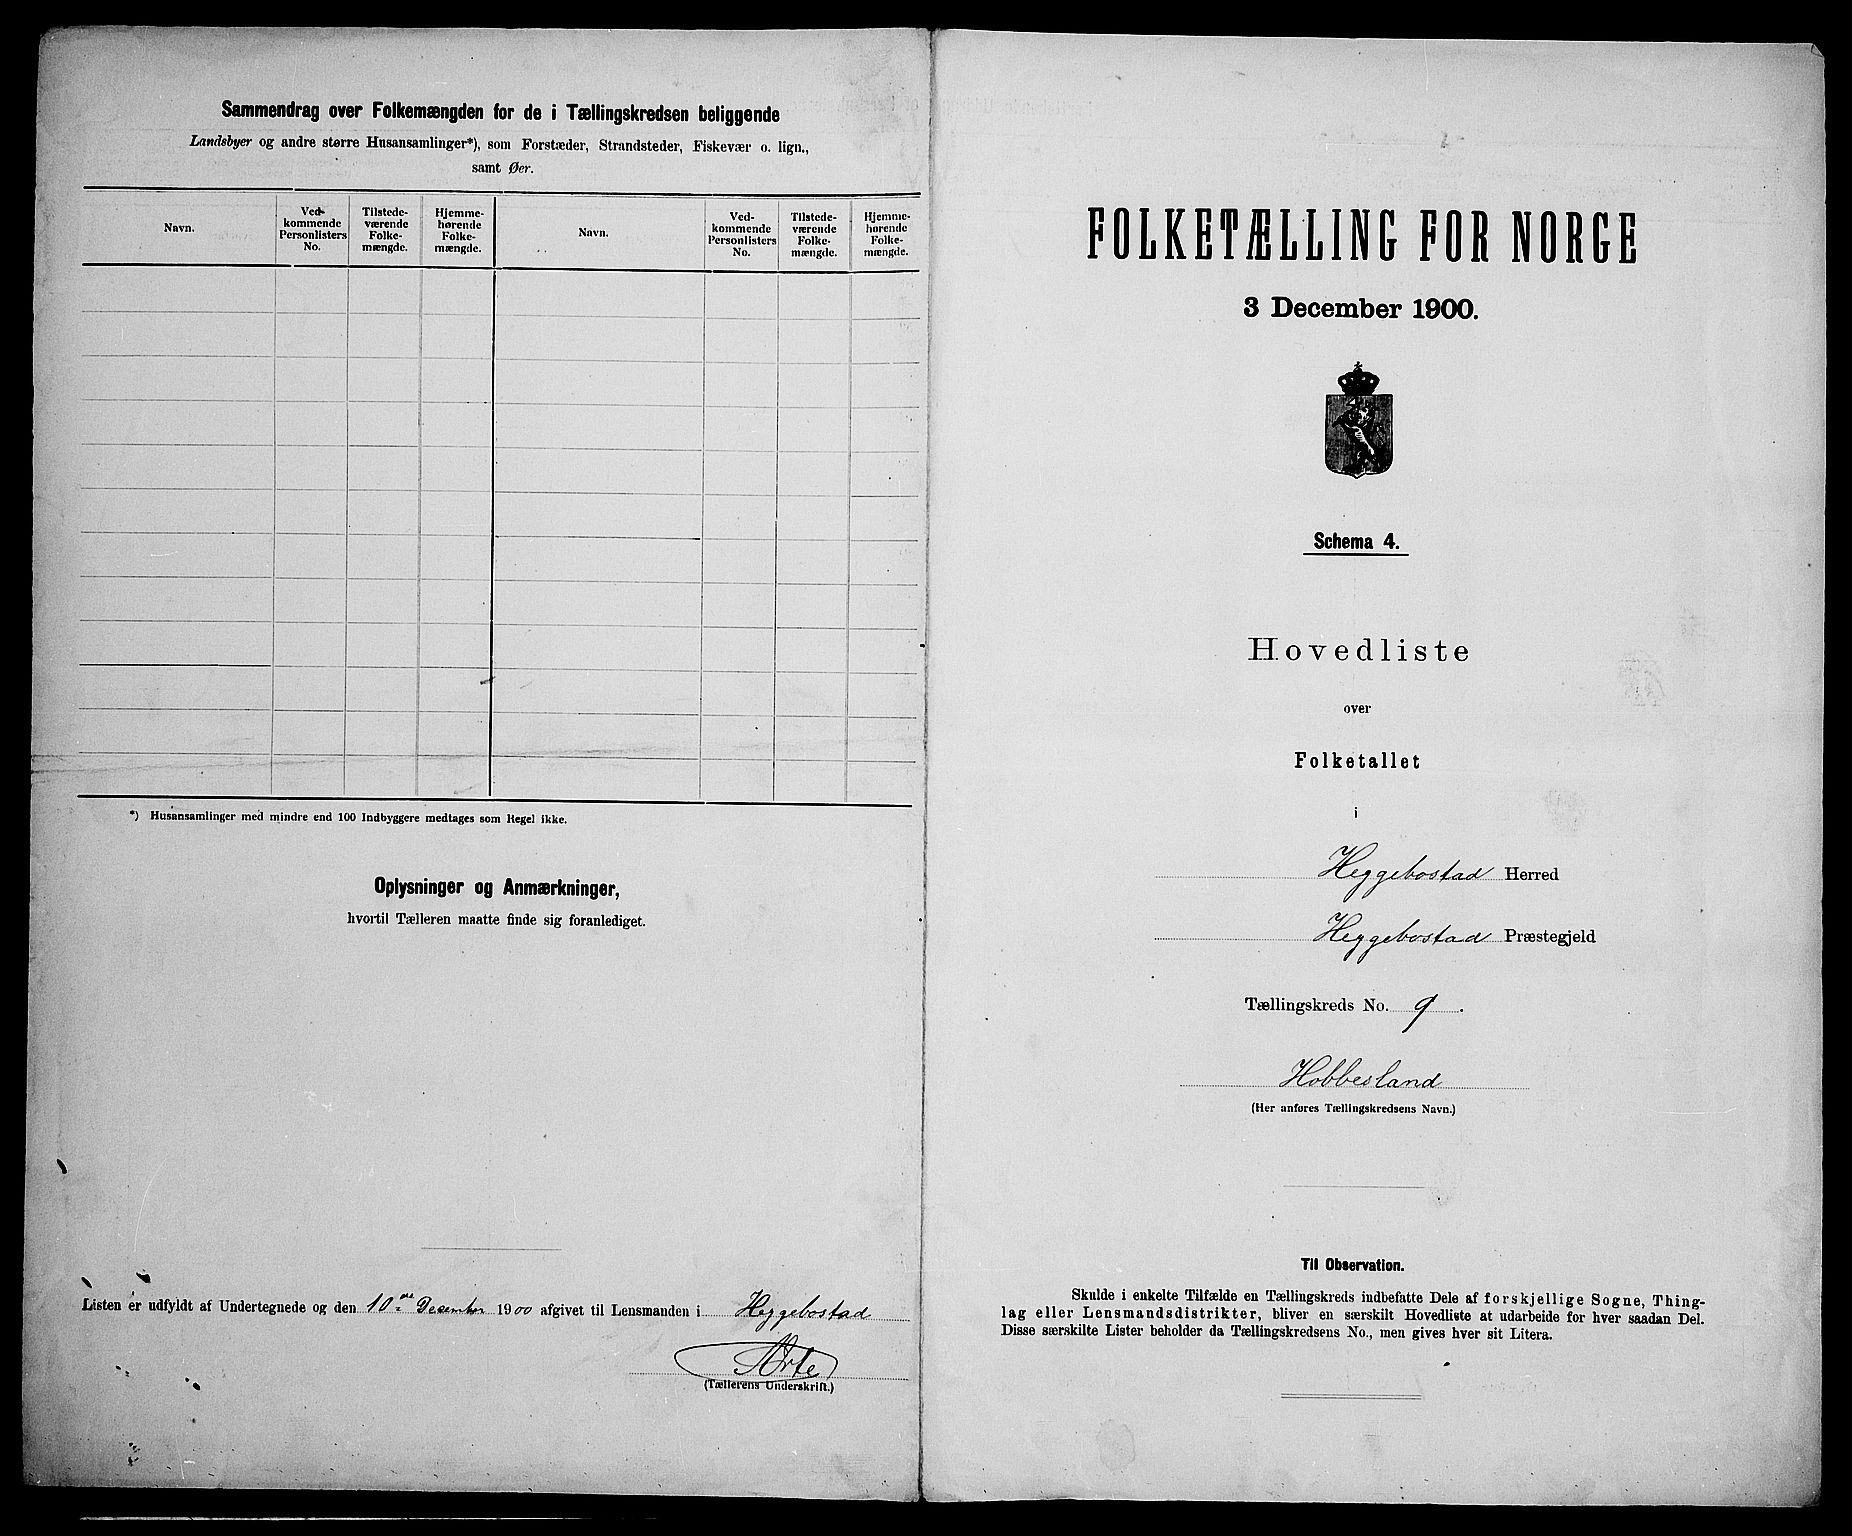 Sammendrag over Folkemængden for de i Tællingskredsen beliggende
Landsbyer og andre større Husansamlinger*), som Forstæder, Strandsteder, Fiskevær o. lign.,
samt Øer.
Navn.
Ved-
kommende
Personlisters
No.
Tilstede-
værende
Folke-
mængde.
Hjemme-
hørende
Folke-
mængde.
Navn.
Ved-
kommende
Personlisters
No.
Tilstede-
værende
Folke-
mængde.
Hjemme-
hørende
Folke-
mængde.
*) Husansamlinger med mindre end 100 Indbyggere medtages som Regel ikke.
Oplysninger og Anmærkninger,
hvortil Tælleren maatte finde sig foranlediget.
Listen er udfyldt af Undertegnede og den 10 Desember 1900 afgivet til Lensmanden i Heggebostad
(Tællerens Underskrift.)
FOLKETÆLLING FOR NORGE
3 December 1900.
Schema 4.
Hovedliste
over
Folketallet
i
Heggebostad Herred
Heggebostad Præstegjeld
Tællingskreds No. 9.
Hobbesland
(Her anføres Tællingskredsens Navn.)
Til Observation.
Skulde i enkelte Tilfælde en Tællingskreds indbefatte Dele af forskjellige Sogne, Thing-
lag eller Lensmandsdistrikter, bliver en særskilt Hovedliste at udarbeide for hver saadan Del.
Disse særskilte Lister beholder da Tællingskredsens No., men gives hver sit Litera.